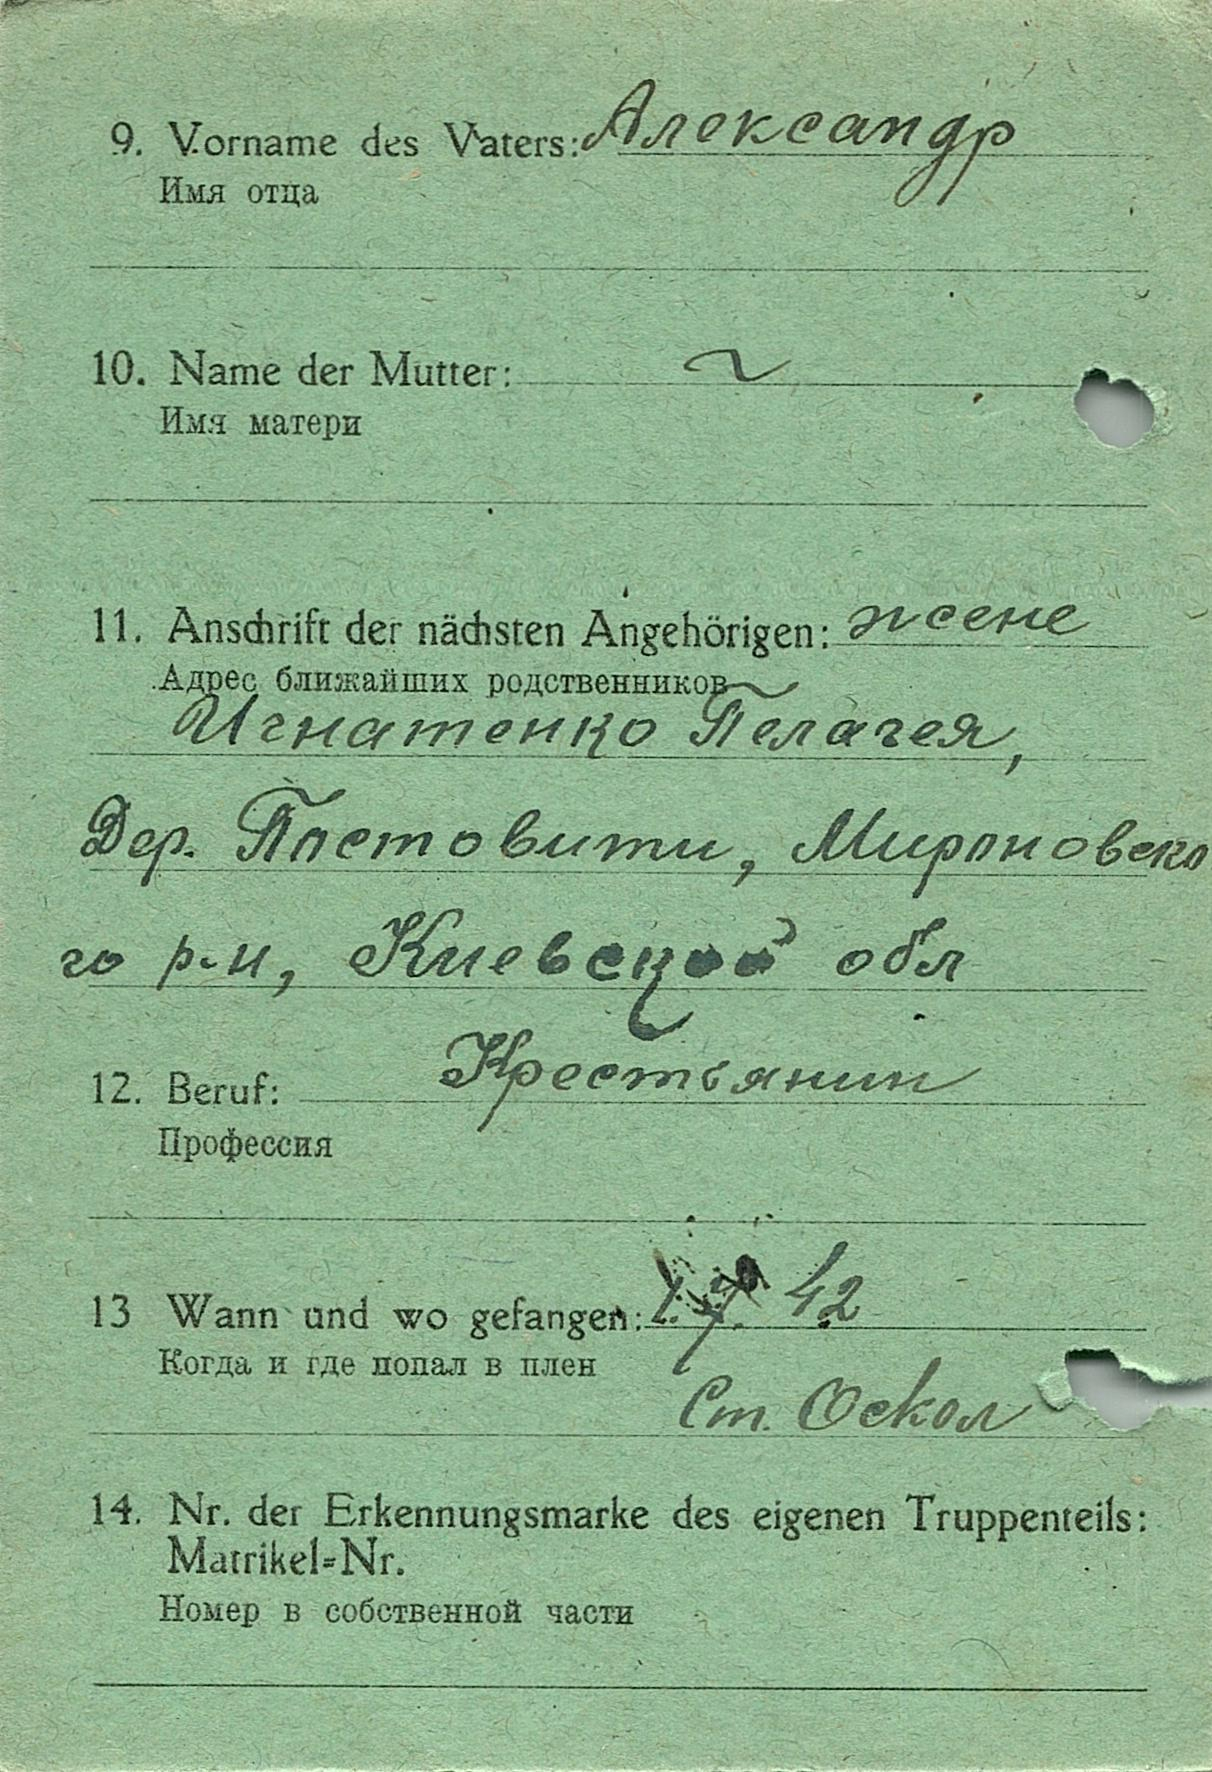 9. Vorname des Vaters: Александр
Имя отца
10. Name der Mutter: ~
Имя матери
11. Anschrift der nächsten Angehörigen: жене
Адрес ближайших родственников
Игнатенко Пелагея,
Дер. Постовити, Мироновско
го р-н, Киевской обл
12. Beruf: Крестьянин
Профессия
13 Wann und wo gefangen: 42
Когда и где попал в плен
Ст. Оскол
14. Nr. der Erkennungsmarke des eigenen Truppenteils:
Matrikel=Nr.
Номер в собственной части